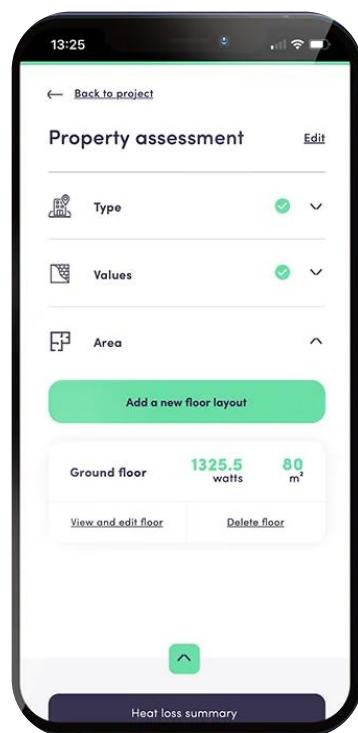 13:25
← Back to project
Property assessment Edit
Type
Values
Area
Add a new floor layout
Ground floor 1325.5 80
watts m²
View and edit floor Delete floor
Heat loss summary